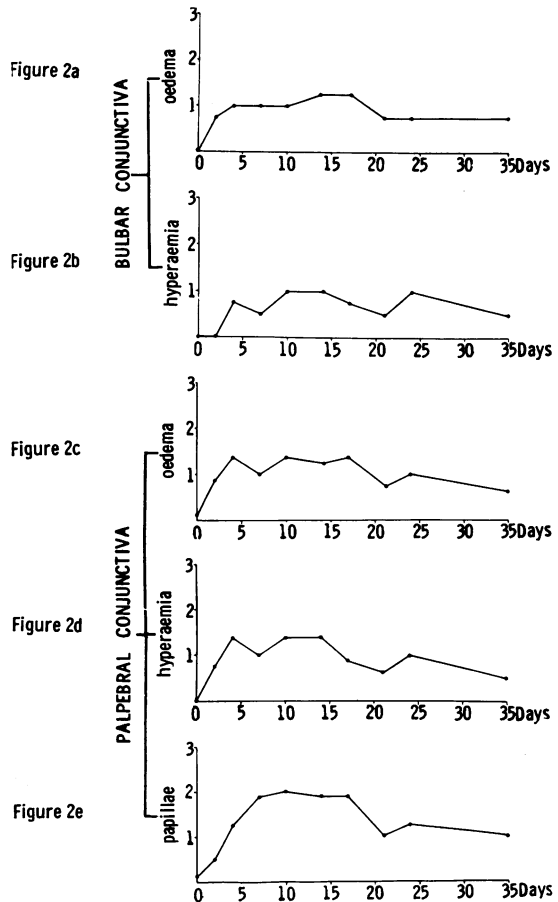 Figure 2a
BULBAR CONJUNCTIVA
oedema
3
2
1
0 5 10 15 20 25 30 35Days
Figure 2b
hyperaemia
3
2
1
0 5 10 15 20 25 30 35Days
Figure 2c
PALPEBRAL CONJUNCTIVA
oedema
3
2
1
0 5 10 15 20 25 30 35Days
Figure 2d
hyperaemia
3
2
1
0 5 10 15 20 25 30 35Days
Figure 2e
papillae
3
2
1
0 5 10 15 20 25 30 35Days